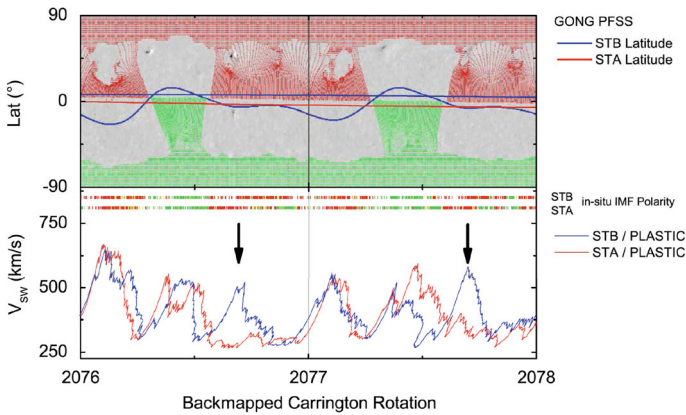 90
GONG PFSS
STB Latitude
STA Latitude
Lat (°)
0
-90
STB in-situ IMF Polarity
STA
750
STB / PLASTIC
STA / PLASTIC
VSW (km/s)
500
250
2076
2077
2078
Backmapped Carrington Rotation